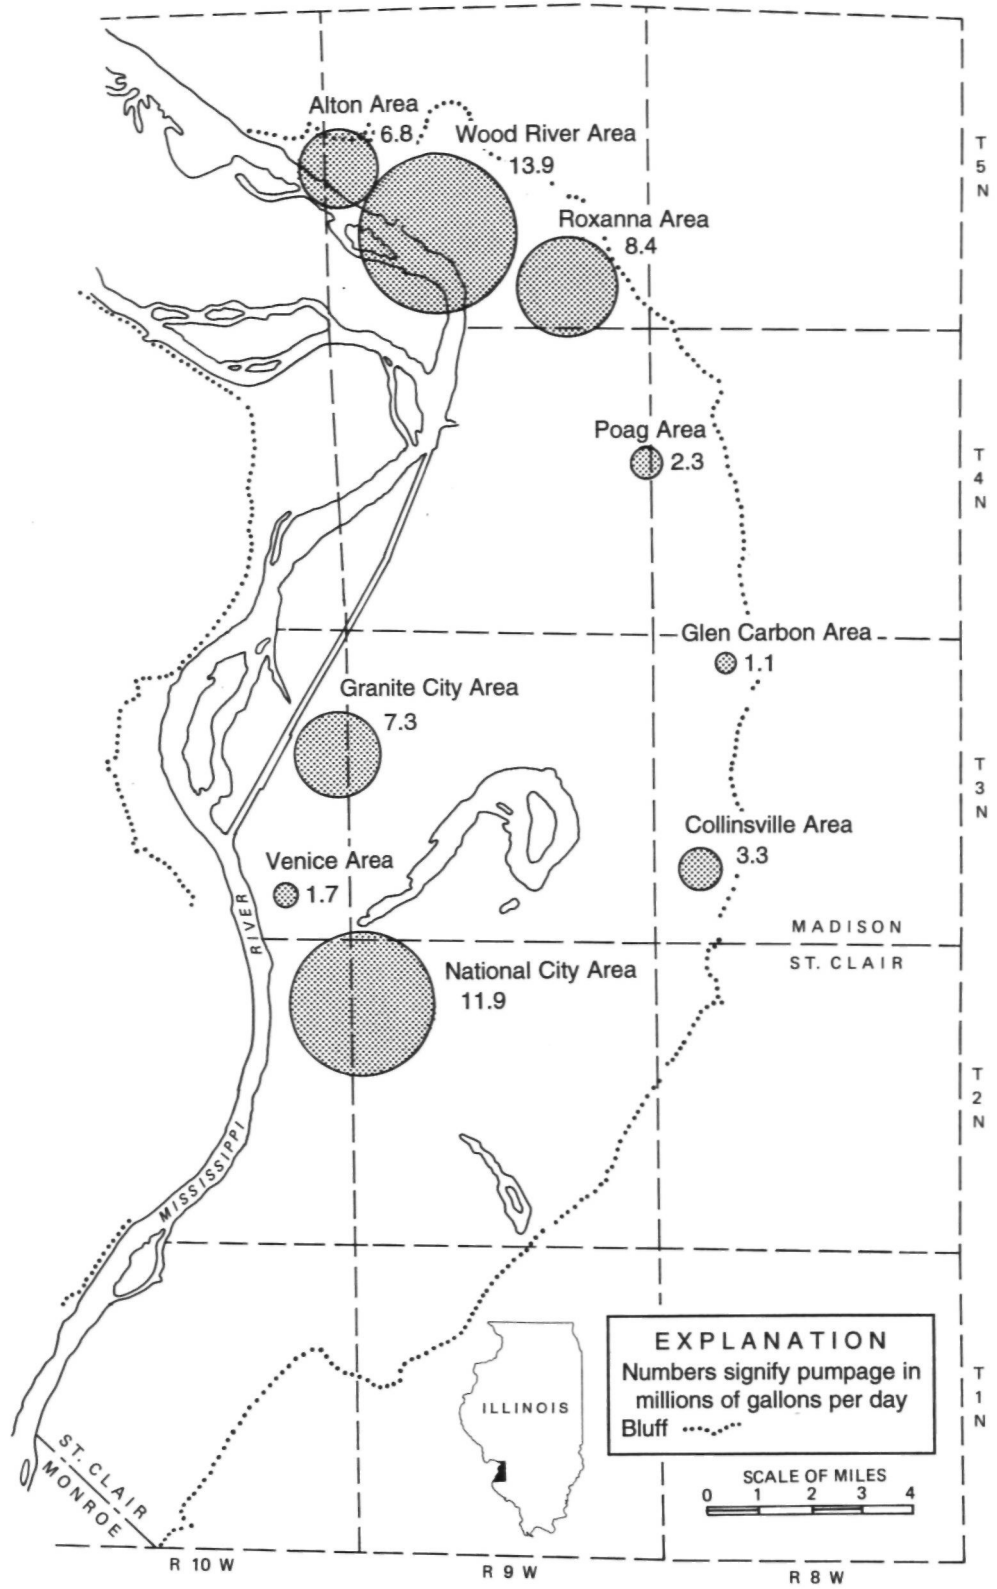 Alton Area
6.8
Wood River Area
13.9
T
5
N
Roxanna Area
8.4
Poag Area
2.3
T
4
N
Glen Carbon Area
1.1
Granite City Area
7.3
T
3
N
Collinsville Area
3.3
Venice Area
1.7
RIVER
MADISON
ST. CLAIR
National City Area
11.9
T
2
N
MISSISSIPPI
EXPLANATION
Numbers signify pumpage in
millions of gallons per day
Bluff
T
1
N
ILLINOIS
ST. CLAIR
MONROE
SCALE OF MILES
0 1 2 3 4
R 10 W
R 9 W
R 8 W